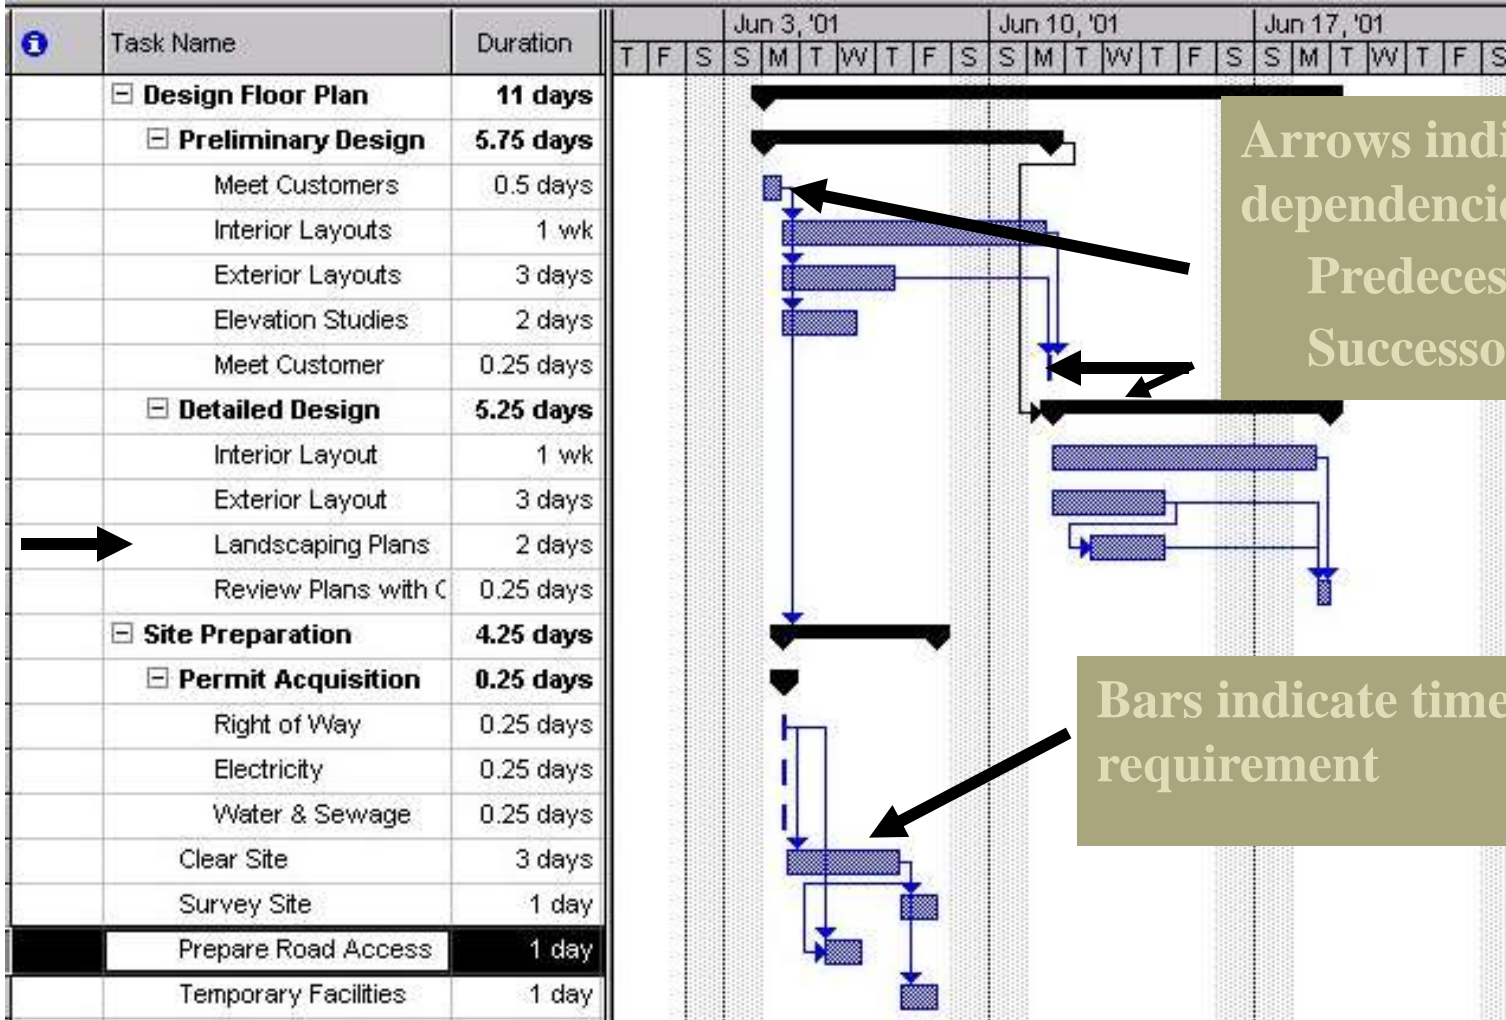 Task Name Duration Jun 3, '01 Jun 10, '01 Jun 17, '01
T F S S M T W T F S S M T W T F S S M T W T F S
Design Floor Plan 11 days
Preliminary Design 5.75 days
Meet Customers 0.5 days
Interior Layouts 1 wk
Exterior Layouts 3 days
Elevation Studies 2 days
Meet Customer 0.25 days
Detailed Design 5.25 days
Interior Layout 1 wk
Exterior Layout 3 days
Landscaping Plans 2 days
Review Plans with 0.25 days
Site Preparation 4.25 days
Permit Acquisition 0.25 days
Right of Way 0.25 days
Electricity 0.25 days
Water & Sewage 0.25 days
Clear Site 3 days
Survey Site 1 day
Prepare Road Access 1 day
Temporary Facilities 1 day
Arrows indi
dependencie
Predeces
Successo
Bars indicate time
requirement